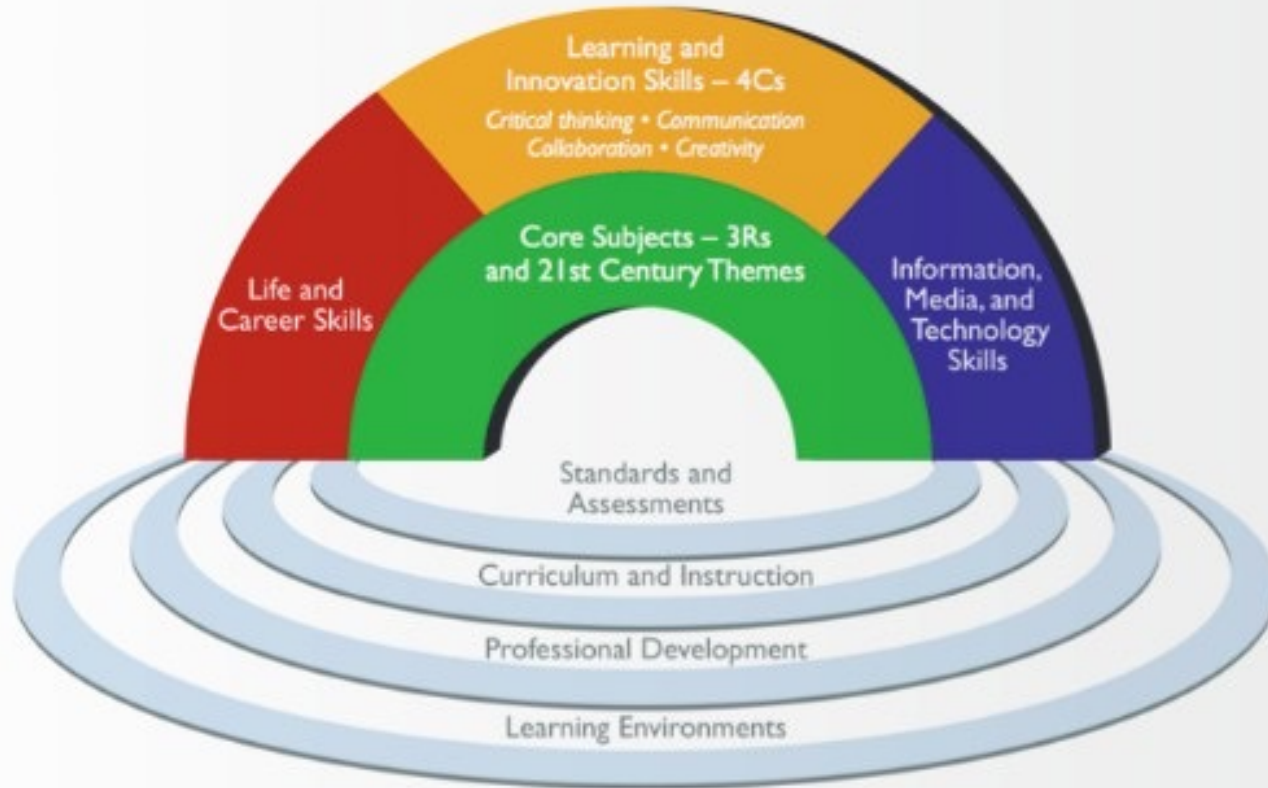 Learning and
Innovation Skills – 4Cs
Critical thinking • Communication
Collaboration • Creativity
Core Subjects – 3Rs
and 21st Century Themes
Life and
Career Skills
Information,
Media, and
Technology
Skills
Standards and
Assessments
Curriculum and Instruction
Professional Development
Learning Environments